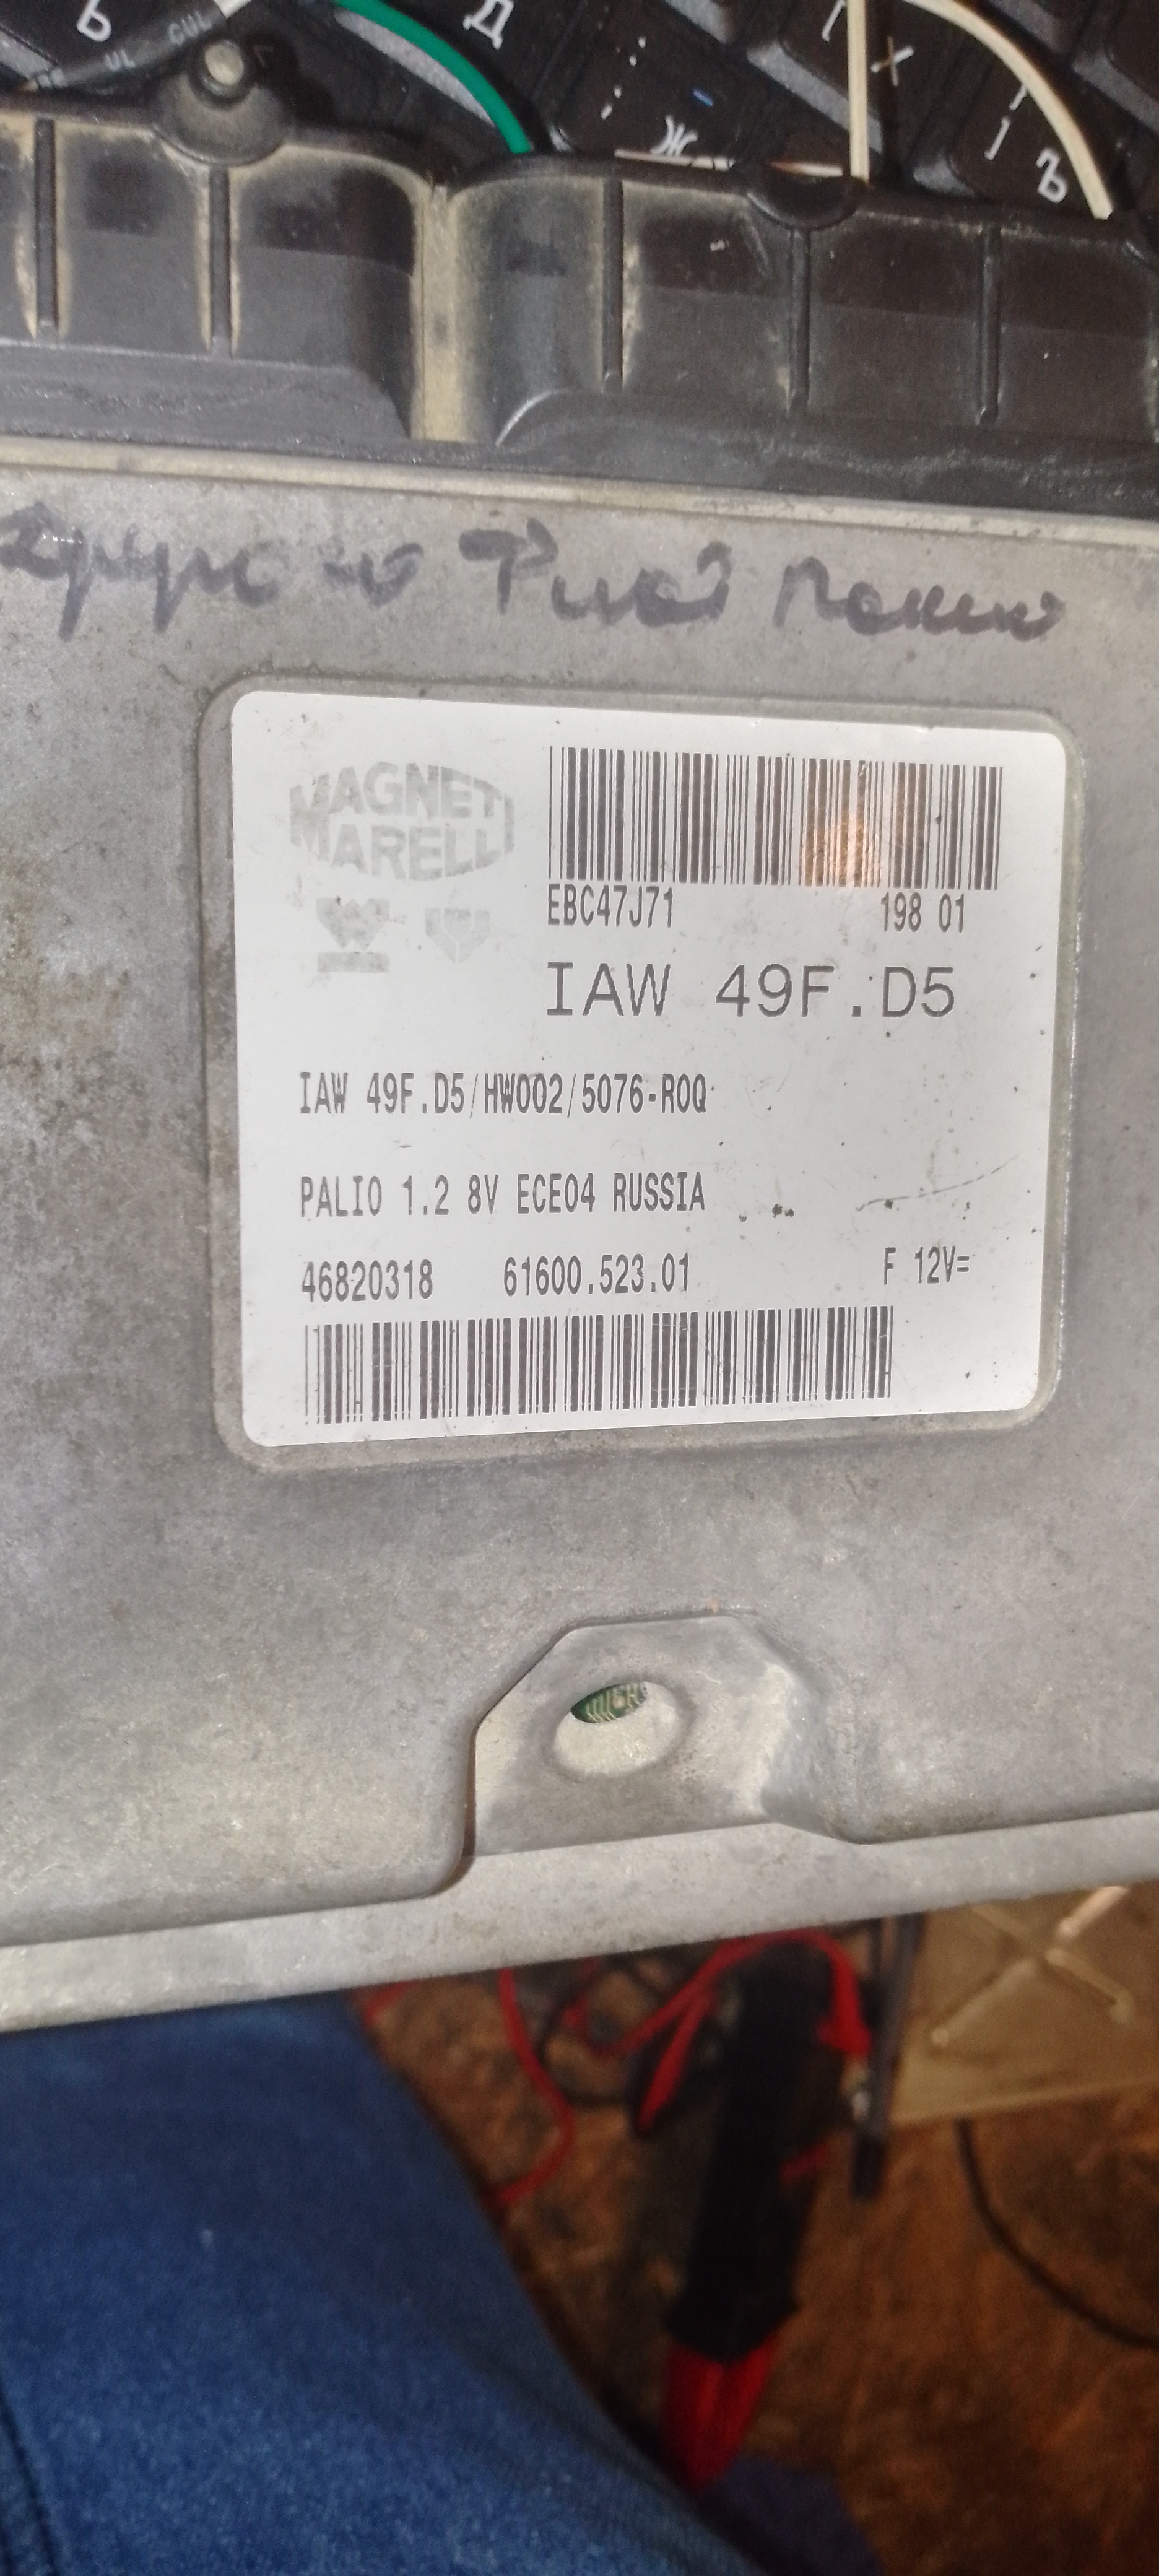 Б
Д
Г
Х
Ж
Ъ
UL
MAGNETI
MARELLI
EBC47J71 198 01
IAW 49F.D5
IAW 49F.D5/HW002/5076-R0Q
PALIO 1.2 8V ECE04 RUSSIA
46820318 61600.523.01 F 12V=